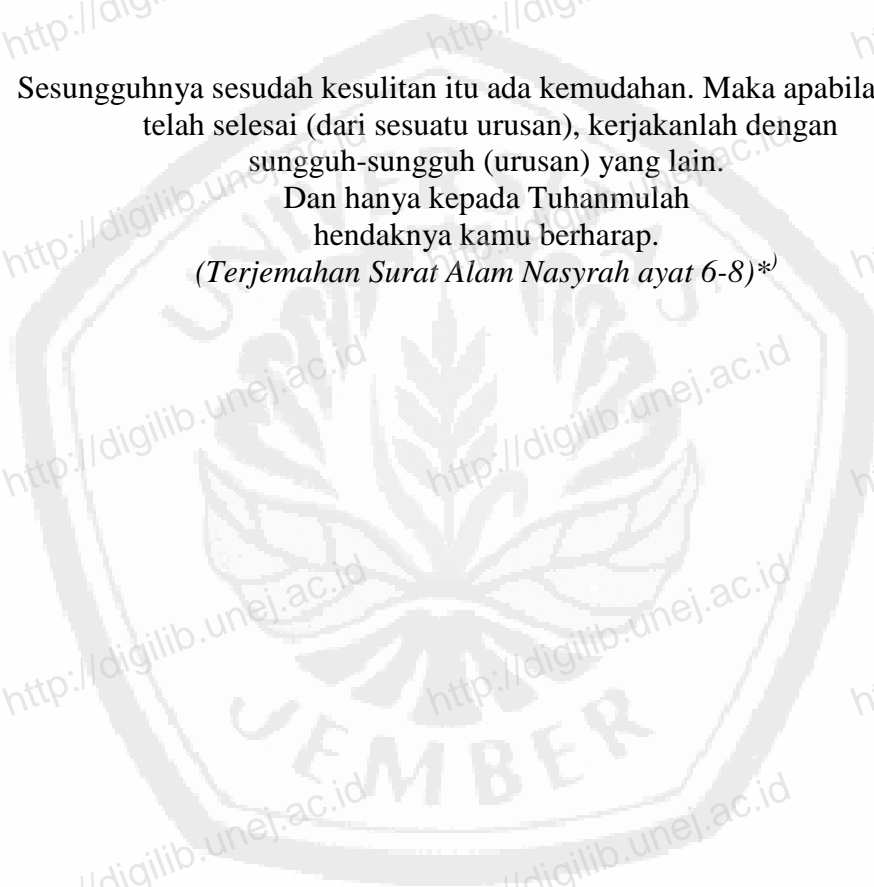 Sesungguhnya sesudah kesulitan itu ada kemudahan. Maka apabila
telah selesai (dari sesuatu urusan), kerjakanlah dengan
sungguh-sungguh (urusan) yang lain.
Dan hanya kepada Tuhanmulah
hendaknya kamu berharap.
(Terjemahan Surat Alam Nasyrah ayat 6-8)*)
http://digilib.unej.ac.id
http://digilib.unej.ac.id
http://digilib.unej.ac.id
http://digilib.unej.ac.id
http://digilib.unej.ac.id
http://digilib.unej.ac.id
UNIVERSITAS
JEMBER